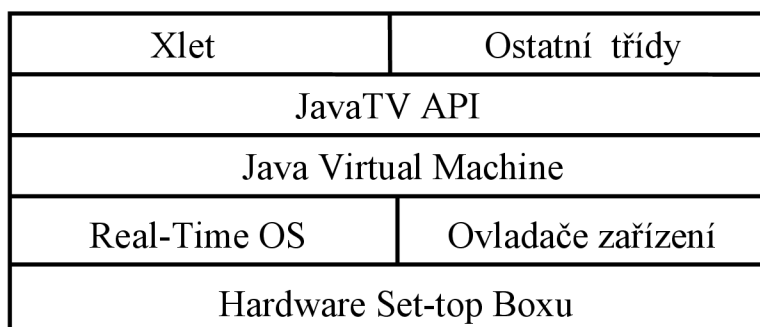 Xlet
Ostatní třídy
JavaTV API
Java Virtual Machine
Real-Time OS
Ovladače zařízení
Hardware Set-top Boxu